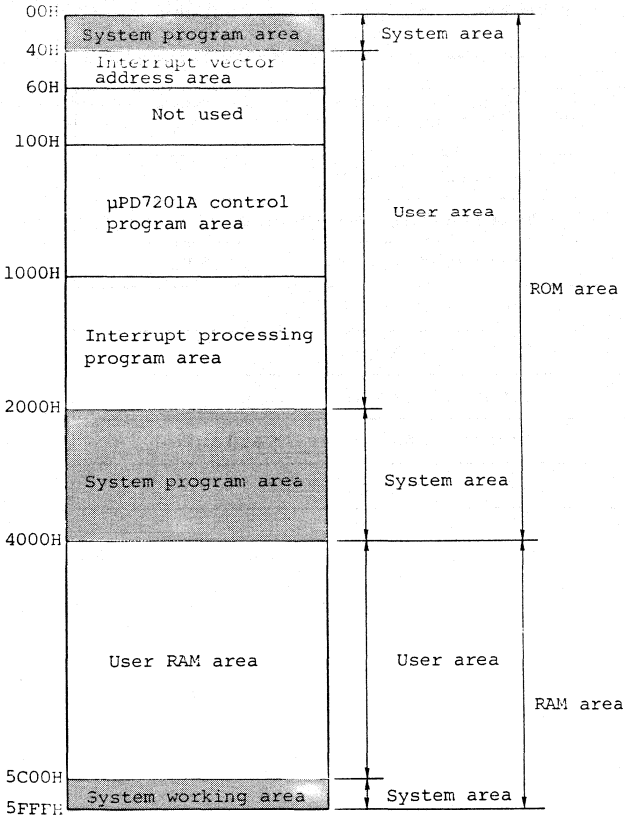 00H
System program area
System area
40H
Interrupt vector
address area
60H
Not used
100H
µPD7201A control
program area
User area
1000H
ROM area
Interrupt processing
program area
2000H
System program area
System area
4000H
User RAM area
User area
RAM area
5C00H
System working area
System area
5FFFH